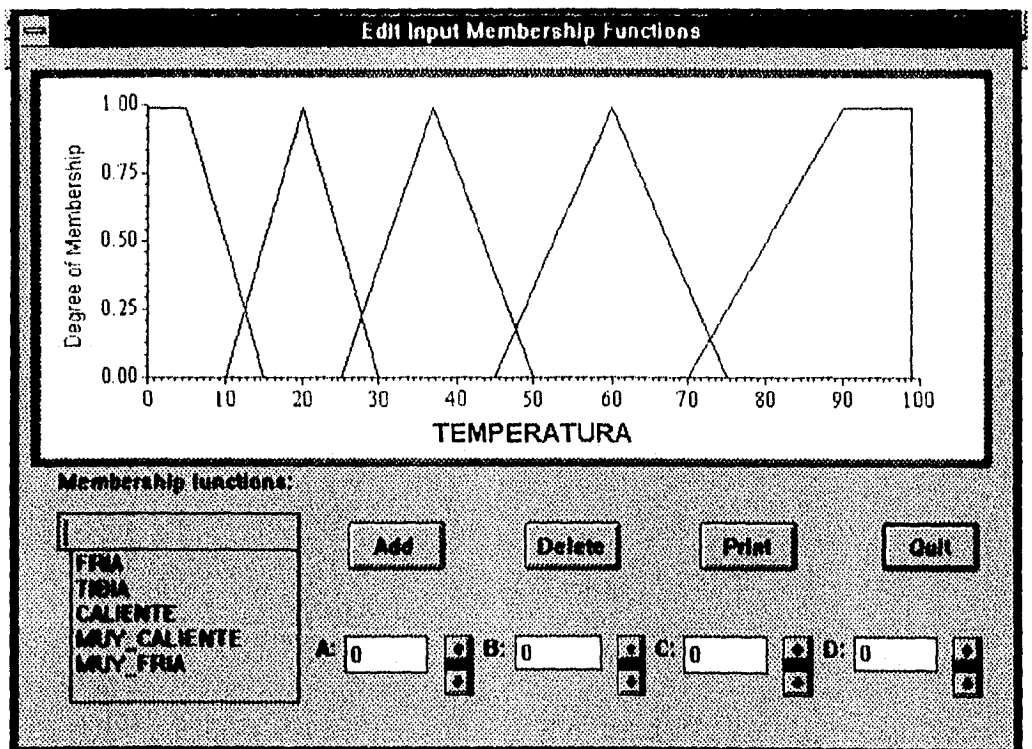 Edit Input Membership Functions
Degree of Membership
1.00
0.75
0.50
0.25
0.00
0 10 20 30 40 50 60 70 80 90 100
TEMPERATURA
Membership functions:
FRIA
TIBIA
CALIENTE
MUY_CALIENTE
MUY_FRIA
Add Delete Print Quit
A: 0 B: 0 C: 0 D: 0